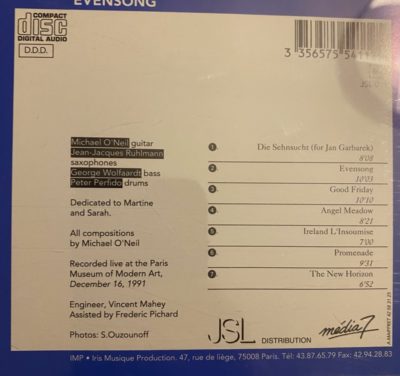 EVENSONG
COMPACT
disc
DIGITAL AUDIO
D.D.D.
3 356575 541
Michael O'Neil guitar
Jean-Jacques Ruhlmann
saxophones
George Wolfaardt bass
Peter Perfido drums
Dedicated to Martine
and Sarah.
All compositions
by Michael O'Neil
Recorded live at the Paris
Museum of Modern Art,
December 16, 1991
Engineer, Vincent Mahey
Assisted by Frederic Pichard
Photos: S.Ouzounoff
1 Die Sehnsucht (for Jan Garbarek)
8'08
2 Evensong
10'03
3 Good Friday
10'10
4 Angel Meadow
8'21
5 Ireland L'Insoumise
7'00
6 Promenade
9'31
7 The New Horizon
6'52
JSL DISTRIBUTION média 7
IMP • Iris Musique Production. 47, rue de liège, 75008 Paris. Tél: 43.87.65.79 Fax: 42.94.28.83